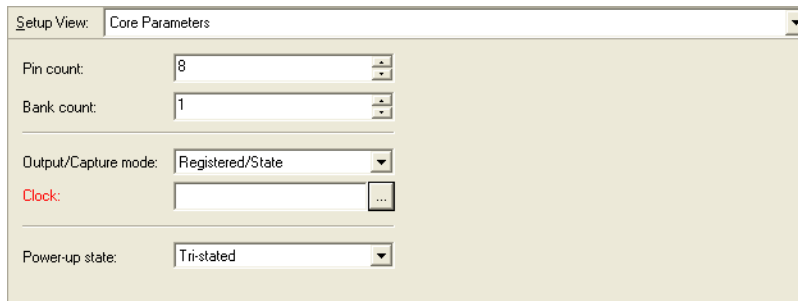 Setup View: Core Parameters
Pin count: 8
Bank count: 1
Output/Capture mode: Registered/State
Clock: ...
Power-up state: Tri-stated